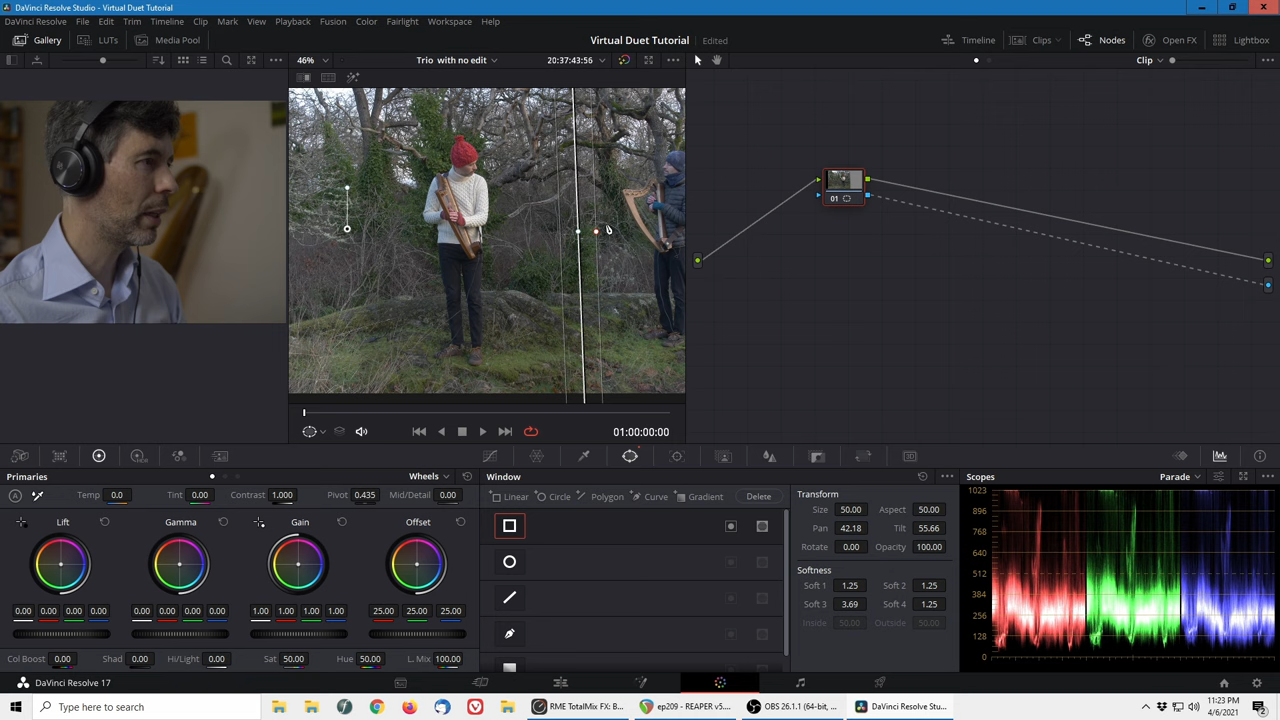 DaVinci Resolve Studio - Virtual Duet Tutorial
DaVinci Resolve File Edit Trim Timeline Clip Mark View Playback Fusion Color Fairlight Workspace Help
Gallery LUTs Media Pool Virtual Duet Tutorial Edited Timeline Clips Nodes Open FX Lightbox
46% Trio with no edit 20:37:43:56 Clip
01
01:00:00:00
Primaries Wheels Window Scopes Parade
Temp 0.0 Tint 0.00 Contrast 1.000 Pivot 0.435 Mid/Detail 0.00
Linear Circle Polygon Curve Gradient Delete
Lift Gamma Gain Offset
0.00 0.00 0.00 0.00 0.00 0.00 0.00 0.00 1.00 1.00 1.00 1.00 25.00 25.00 25.00
Col Boost 0.00 Shad 0.00 Hi/Light 0.00 Sat 50.00 Hue 50.00 L. Mix 100.00
Transform
Size 50.00 Aspect 50.00
Pan 42.18 Tilt 55.66
Rotate 0.00 Opacity 100.00
Softness
Soft 1 1.25 Soft 2 1.25
Soft 3 3.69 Soft 4 1.25
Inside 50.00 Outside 50.00
1023
896
768
640
512
384
256
128
0
DaVinci Resolve 17
Type here to search
RME TotalMix FX: B...
ep209 - REAPER v5....
OBS 26.1.1 (64-bit, ...
DaVinci Resolve Stu...
11:23 PM
4/6/2021
2